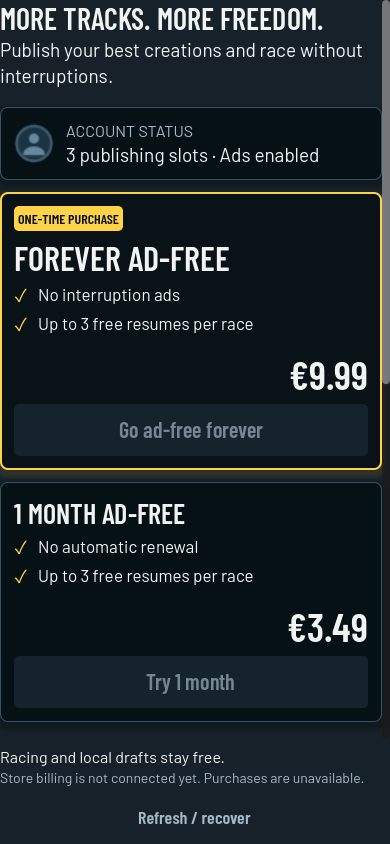 MORE TRACKS. MORE FREEDOM.
Publish your best creations and race without
interruptions.
ACCOUNT STATUS
3 publishing slots · Ads enabled
ONE-TIME PURCHASE
FOREVER AD-FREE
✓ No interruption ads
✓ Up to 3 free resumes per race
€9.99
Go ad-free forever
1 MONTH AD-FREE
✓ No automatic renewal
✓ Up to 3 free resumes per race
€3.49
Try 1 month
Racing and local drafts stay free.
Store billing is not connected yet. Purchases are unavailable.
Refresh / recover